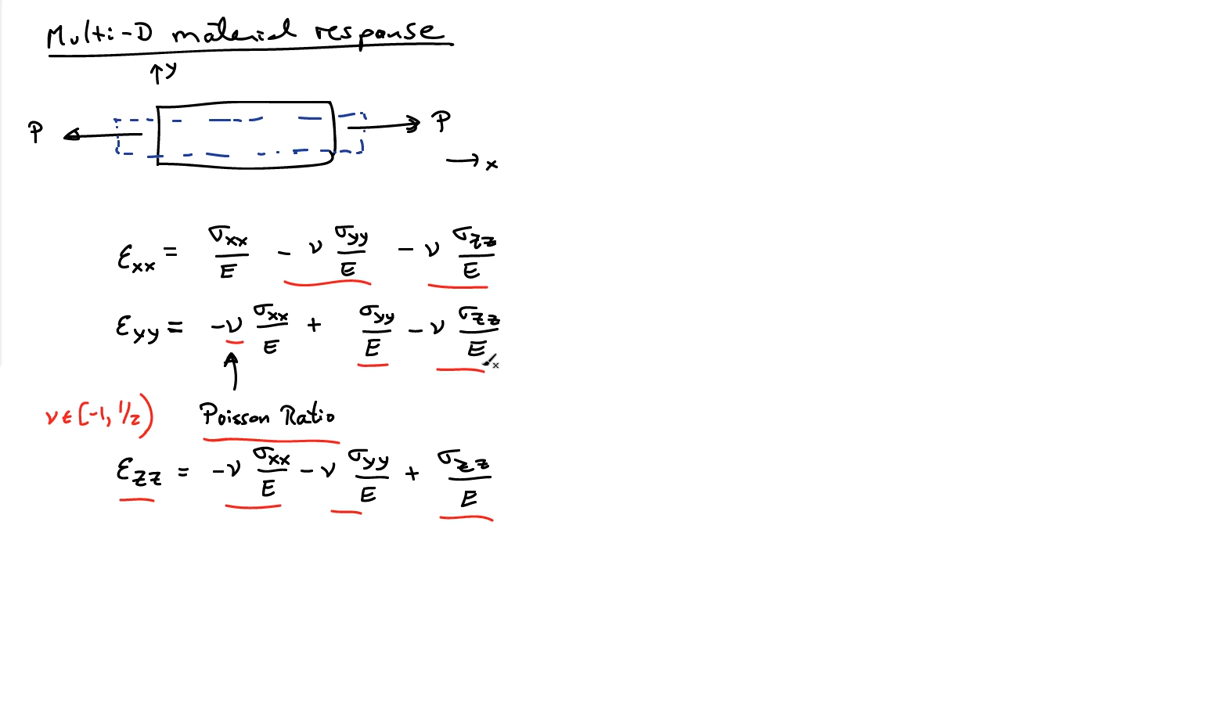 Multi-D material response
↑y
P P
→x
εxx = σxx/E - ν σyy/E - ν σzz/E
εyy = -ν σxx/E + σyy/E - ν σzz/E
ν ∈ [-1, 1/2) Poisson Ratio
εzz = -ν σxx/E - ν σyy/E + σzz/E